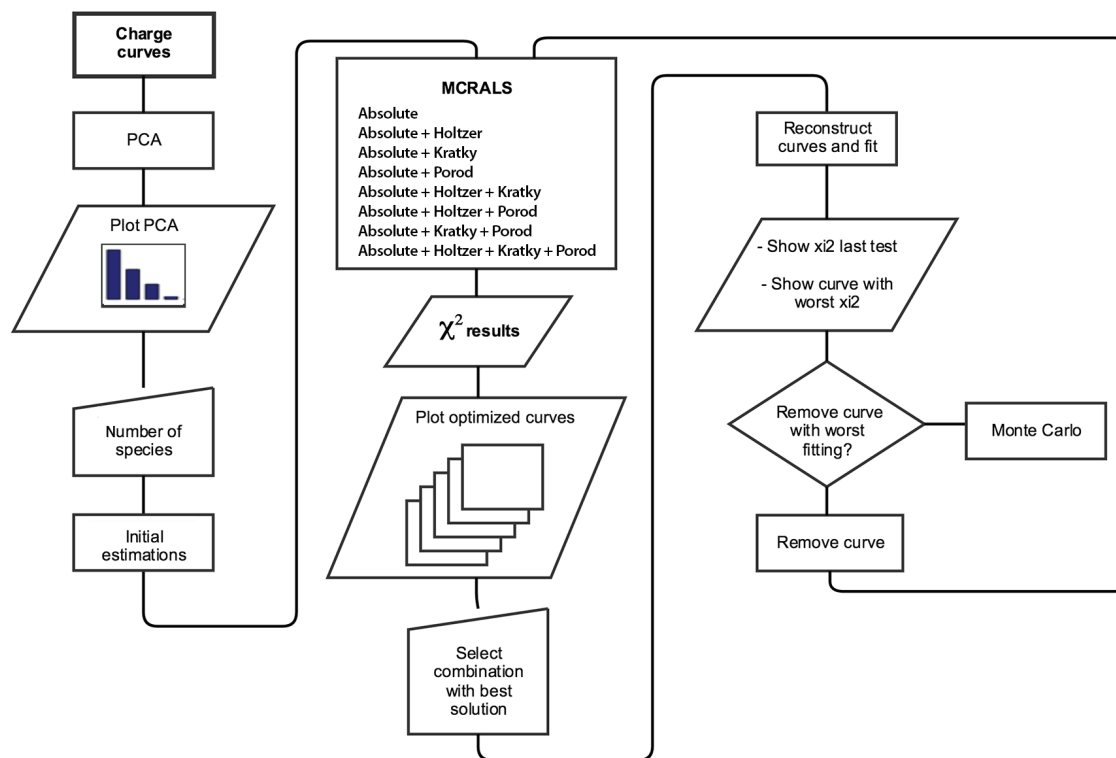 Charge
curves
PCA
Plot PCA
Number of
species
Initial
estimations
MCRALS
Absolute
Absolute + Holtzer
Absolute + Kratky
Absolute + Porod
Absolute + Holtzer + Kratky
Absolute + Holtzer + Porod
Absolute + Kratky + Porod
Absolute + Holtzer + Kratky + Porod
χ² results
Plot optimized curves
Select
combination
with best
solution
Reconstruct
curves and fit
- Show xi2 last test
- Show curve with
worst xi2
Remove curve
with worst
fitting?
Monte Carlo
Remove curve